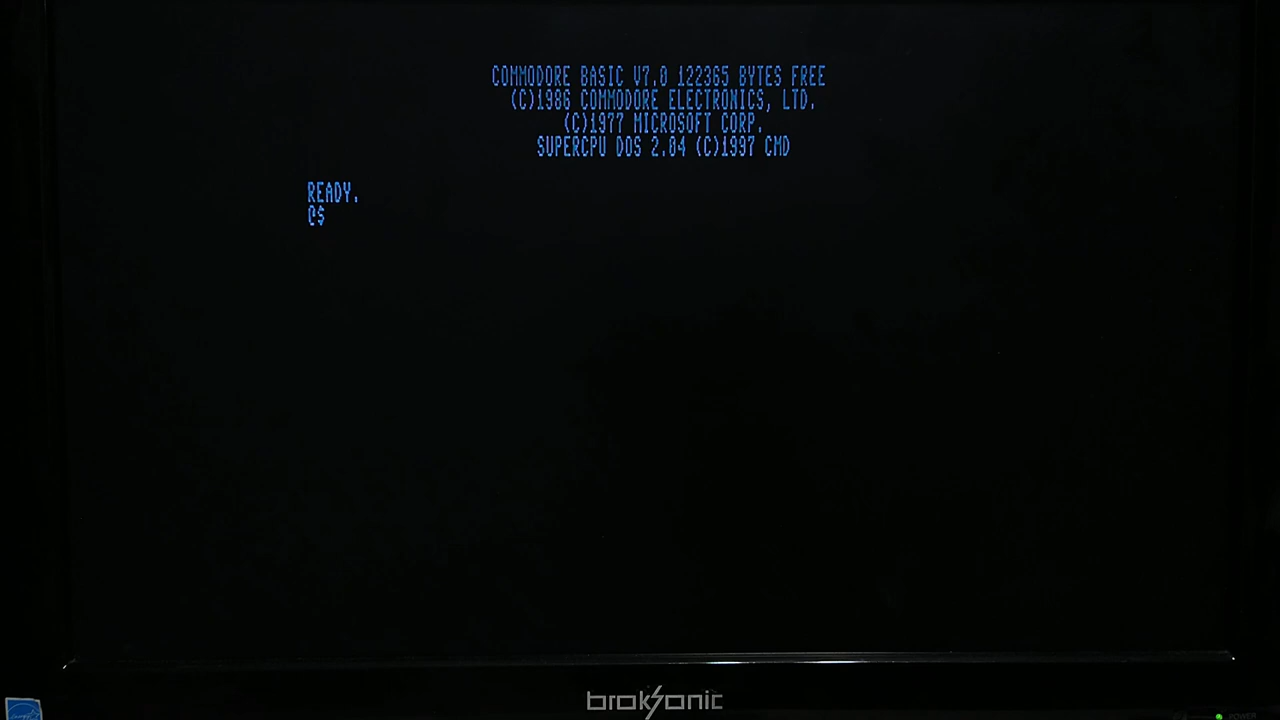 COMMODORE BASIC V7.0 122365 BYTES FREE
(C)1986 COMMODORE ELECTRONICS, LTD.
(C)1977 MICROSOFT CORP.
SUPERCPU DOS 2.04 (C)1997 CMD
READY.
@$
broksonic
POWER